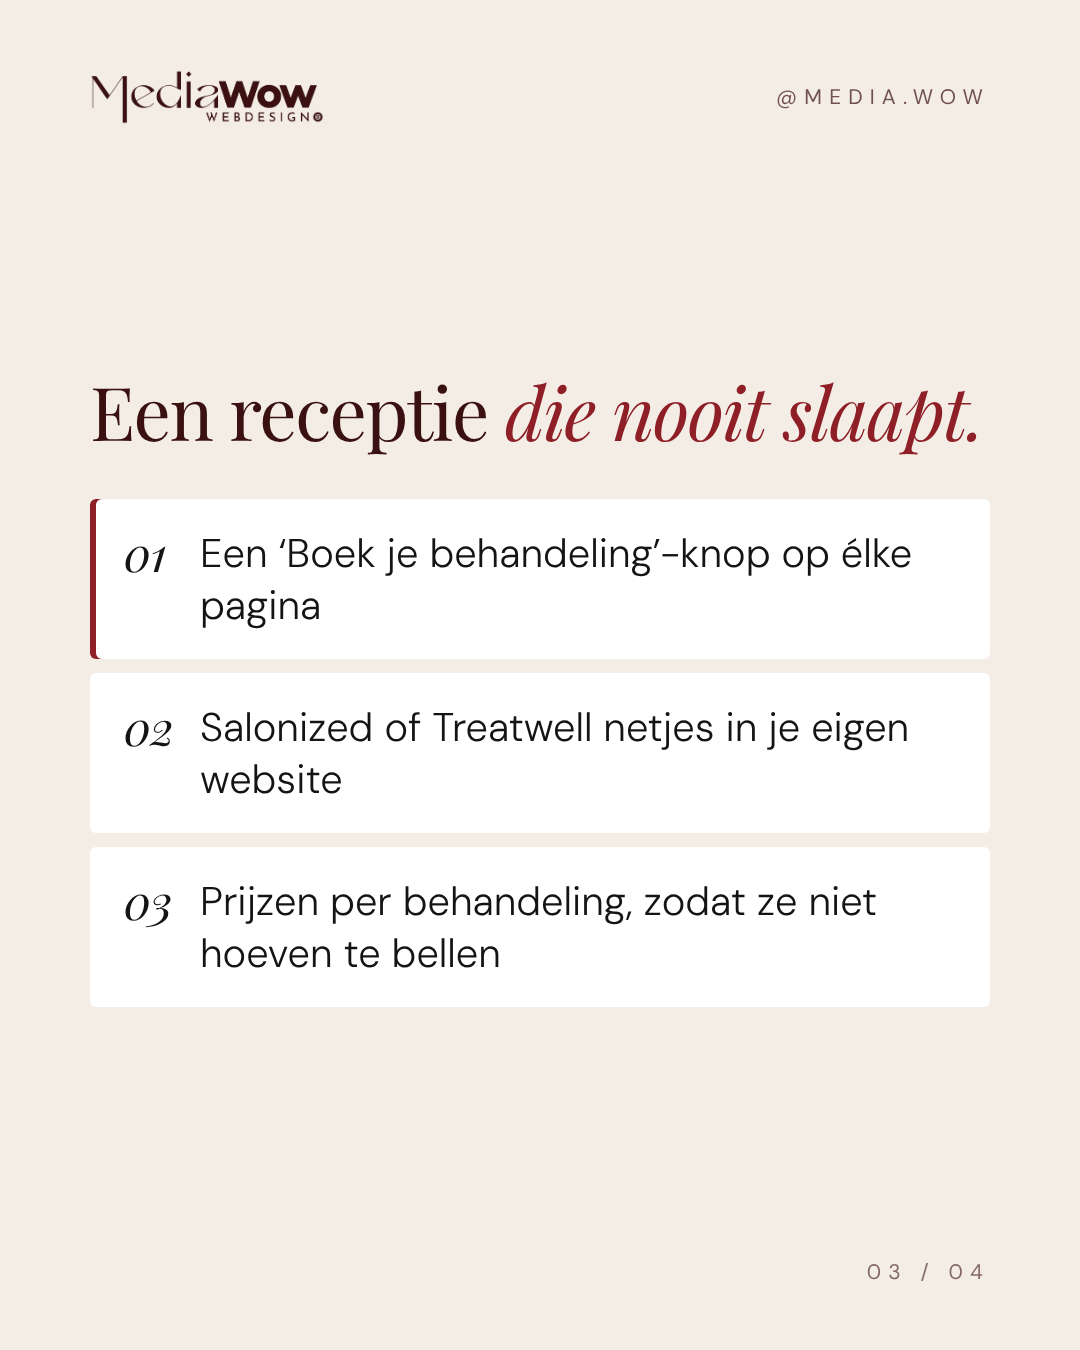 MediaWow
WEBDESIGN
@MEDIA.WOW
Een receptie die nooit slaapt.
01 Een ‘Boek je behandeling’-knop op élke
pagina
02 Salonized of Treatwell netjes in je eigen
website
03 Prijzen per behandeling, zodat ze niet
hoeven te bellen
03 / 04